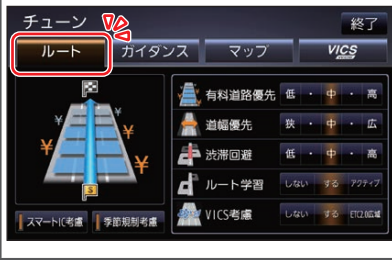 チューン 終了
ルート ガイダンス マップ VICS
有料道路優先 低 ・ 中 ・ 高
道幅優先 狭 ・ 中 ・ 広
渋滞回避 低 ・ 中 ・ 高
ルート学習 しない する アクティブ
VICS考慮 しない する ETC2.0広域
スマートIC考慮 季節規制考慮
S
¥ ¥
¥ ¥